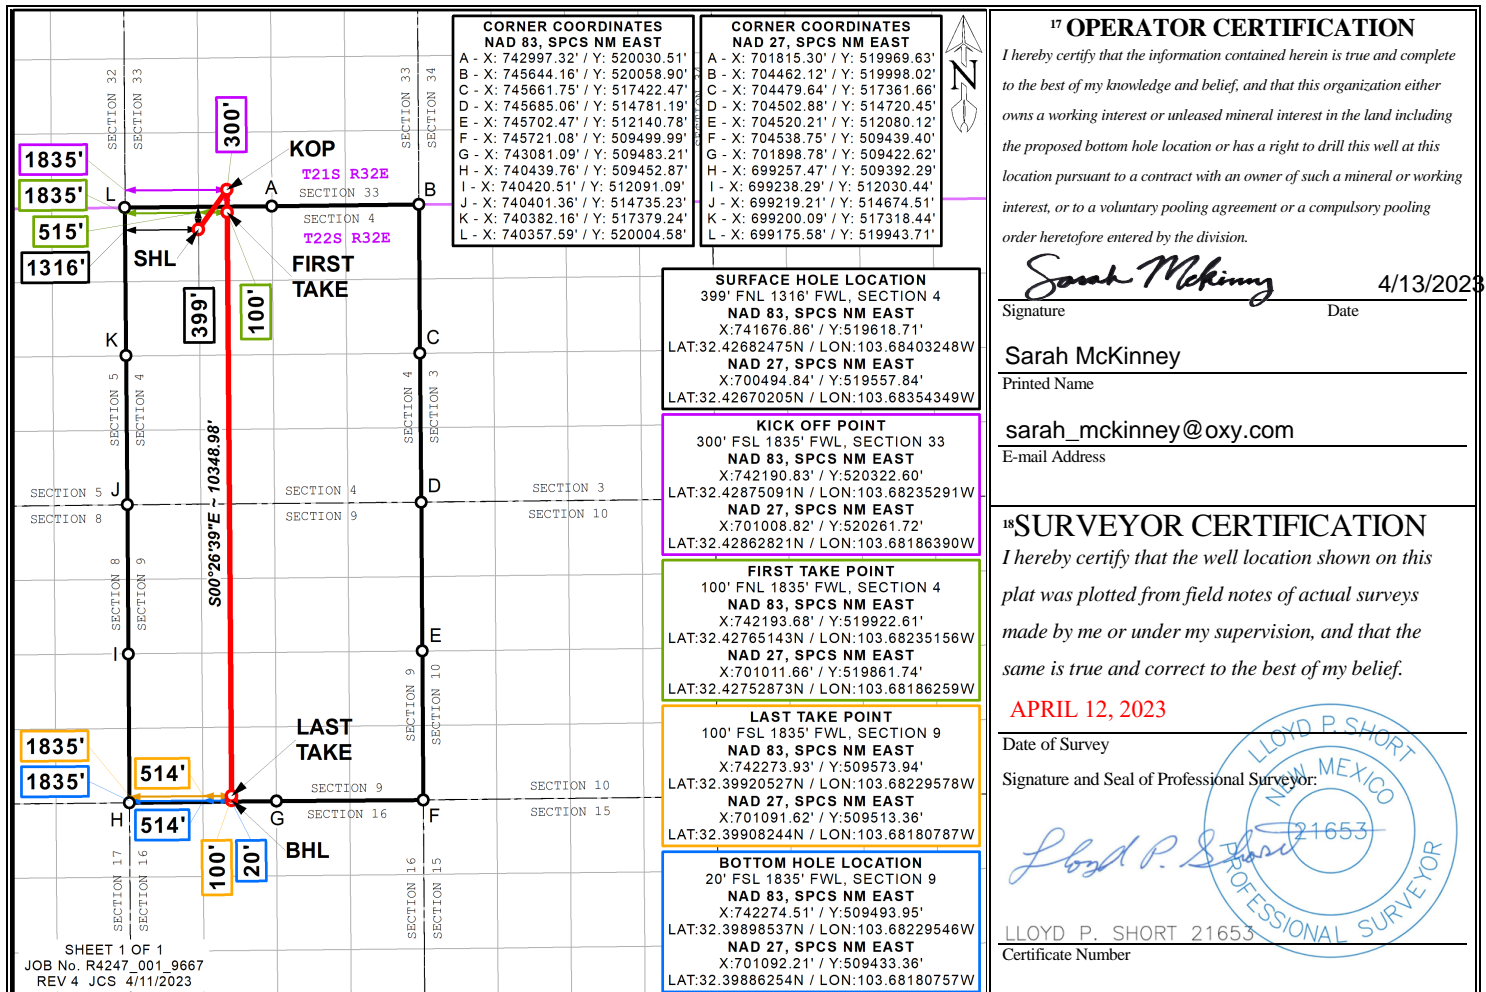 SECTION 32
SECTION 33
SECTION 33
SECTION 34
300'
1835'
1835'
515'
1316'
KOP
T21S R32E
SECTION 33
SECTION 4
T22S R32E
L
A
B
SHL
FIRST
TAKE
399'
100'
K
C
SECTION 5
SECTION 4
SECTION 4
SECTION 3
S00°26'39"E ~ 10348.98'
SECTION 5
J
SECTION 4
D
SECTION 3
SECTION 8
SECTION 9
SECTION 10
SECTION 8
SECTION 9
E
I
SECTION 9
SECTION 10
LAST
TAKE
1835'
1835'
514'
514'
SECTION 9
SECTION 10
H
G
SECTION 16
F
SECTION 15
100'
20'
BHL
SECTION 17
SECTION 16
SECTION 16
SECTION 15
SHEET 1 OF 1
JOB No. R4247_001_9667
REV 4 JCS 4/11/2023
CORNER COORDINATES
NAD 83, SPCS NM EAST
A - X: 742997.32' / Y: 520030.51'
B - X: 745644.16' / Y: 520058.90'
C - X: 745661.75' / Y: 517422.47'
D - X: 745685.06' / Y: 514781.19'
E - X: 745702.47' / Y: 512140.78'
F - X: 745721.08' / Y: 509499.99'
G - X: 743081.09' / Y: 509483.21'
H - X: 740439.76' / Y: 509452.87'
I - X: 740420.51' / Y: 512091.09'
J - X: 740401.36' / Y: 514735.23'
K - X: 740382.16' / Y: 517379.24'
L - X: 740357.59' / Y: 520004.58'
CORNER COORDINATES
NAD 27, SPCS NM EAST
A - X: 701815.30' / Y: 519969.63'
B - X: 704462.12' / Y: 519998.02'
C - X: 704479.64' / Y: 517361.66'
D - X: 704502.88' / Y: 514720.45'
E - X: 704520.21' / Y: 512080.12'
F - X: 704538.75' / Y: 509439.40'
G - X: 701898.78' / Y: 509422.62'
H - X: 699257.47' / Y: 509392.29'
I - X: 699238.29' / Y: 512030.44'
J - X: 699219.21' / Y: 514674.51'
K - X: 699200.09' / Y: 517318.44'
L - X: 699175.58' / Y: 519943.71'
N
SURFACE HOLE LOCATION
399' FNL 1316' FWL, SECTION 4
NAD 83, SPCS NM EAST
X:741676.86' / Y:519618.71'
LAT:32.42682475N / LON:103.68403248W
NAD 27, SPCS NM EAST
X:700494.84' / Y:519557.84'
LAT:32.42670205N / LON:103.68354349W
KICK OFF POINT
300' FSL 1835' FWL, SECTION 33
NAD 83, SPCS NM EAST
X:742190.83' / Y:520322.60'
LAT:32.42875091N / LON:103.68235291W
NAD 27, SPCS NM EAST
X:701008.82' / Y:520261.72'
LAT:32.42862821N / LON:103.68186390W
FIRST TAKE POINT
100' FNL 1835' FWL, SECTION 4
NAD 83, SPCS NM EAST
X:742193.68' / Y:519922.61'
LAT:32.42765143N / LON:103.68235156W
NAD 27, SPCS NM EAST
X:701011.66' / Y:519861.74'
LAT:32.42752873N / LON:103.68186259W
LAST TAKE POINT
100' FSL 1835' FWL, SECTION 9
NAD 83, SPCS NM EAST
X:742273.93' / Y:509573.94'
LAT:32.39920527N / LON:103.68229578W
NAD 27, SPCS NM EAST
X:701091.62' / Y:509513.36'
LAT:32.39908244N / LON:103.68180787W
BOTTOM HOLE LOCATION
20' FSL 1835' FWL, SECTION 9
NAD 83, SPCS NM EAST
X:742274.51' / Y:509493.95'
LAT:32.39898537N / LON:103.68229546W
NAD 27, SPCS NM EAST
X:701092.21' / Y:509433.36'
LAT:32.39886254N / LON:103.68180757W
17 OPERATOR CERTIFICATION
I hereby certify that the information contained herein is true and complete
to the best of my knowledge and belief, and that this organization either
owns a working interest or unleased mineral interest in the land including
the proposed bottom hole location or has a right to drill this well at this
location pursuant to a contract with an owner of such a mineral or working
interest, or to a voluntary pooling agreement or a compulsory pooling
order heretofore entered by the division.
Sarah McKinney 4/13/2023
Signature Date
Sarah McKinney
Printed Name
sarah_mckinney@oxy.com
E-mail Address
18SURVEYOR CERTIFICATION
I hereby certify that the well location shown on this
plat was plotted from field notes of actual surveys
made by me or under my supervision, and that the
same is true and correct to the best of my belief.
APRIL 12, 2023
Date of Survey
Signature and Seal of Professional Surveyor:
LLOYD P. SHORT
NEW MEXICO
21653
PROFESSIONAL SURVEYOR
Lloyd P. Short
LLOYD P. SHORT 21653
Certificate Number